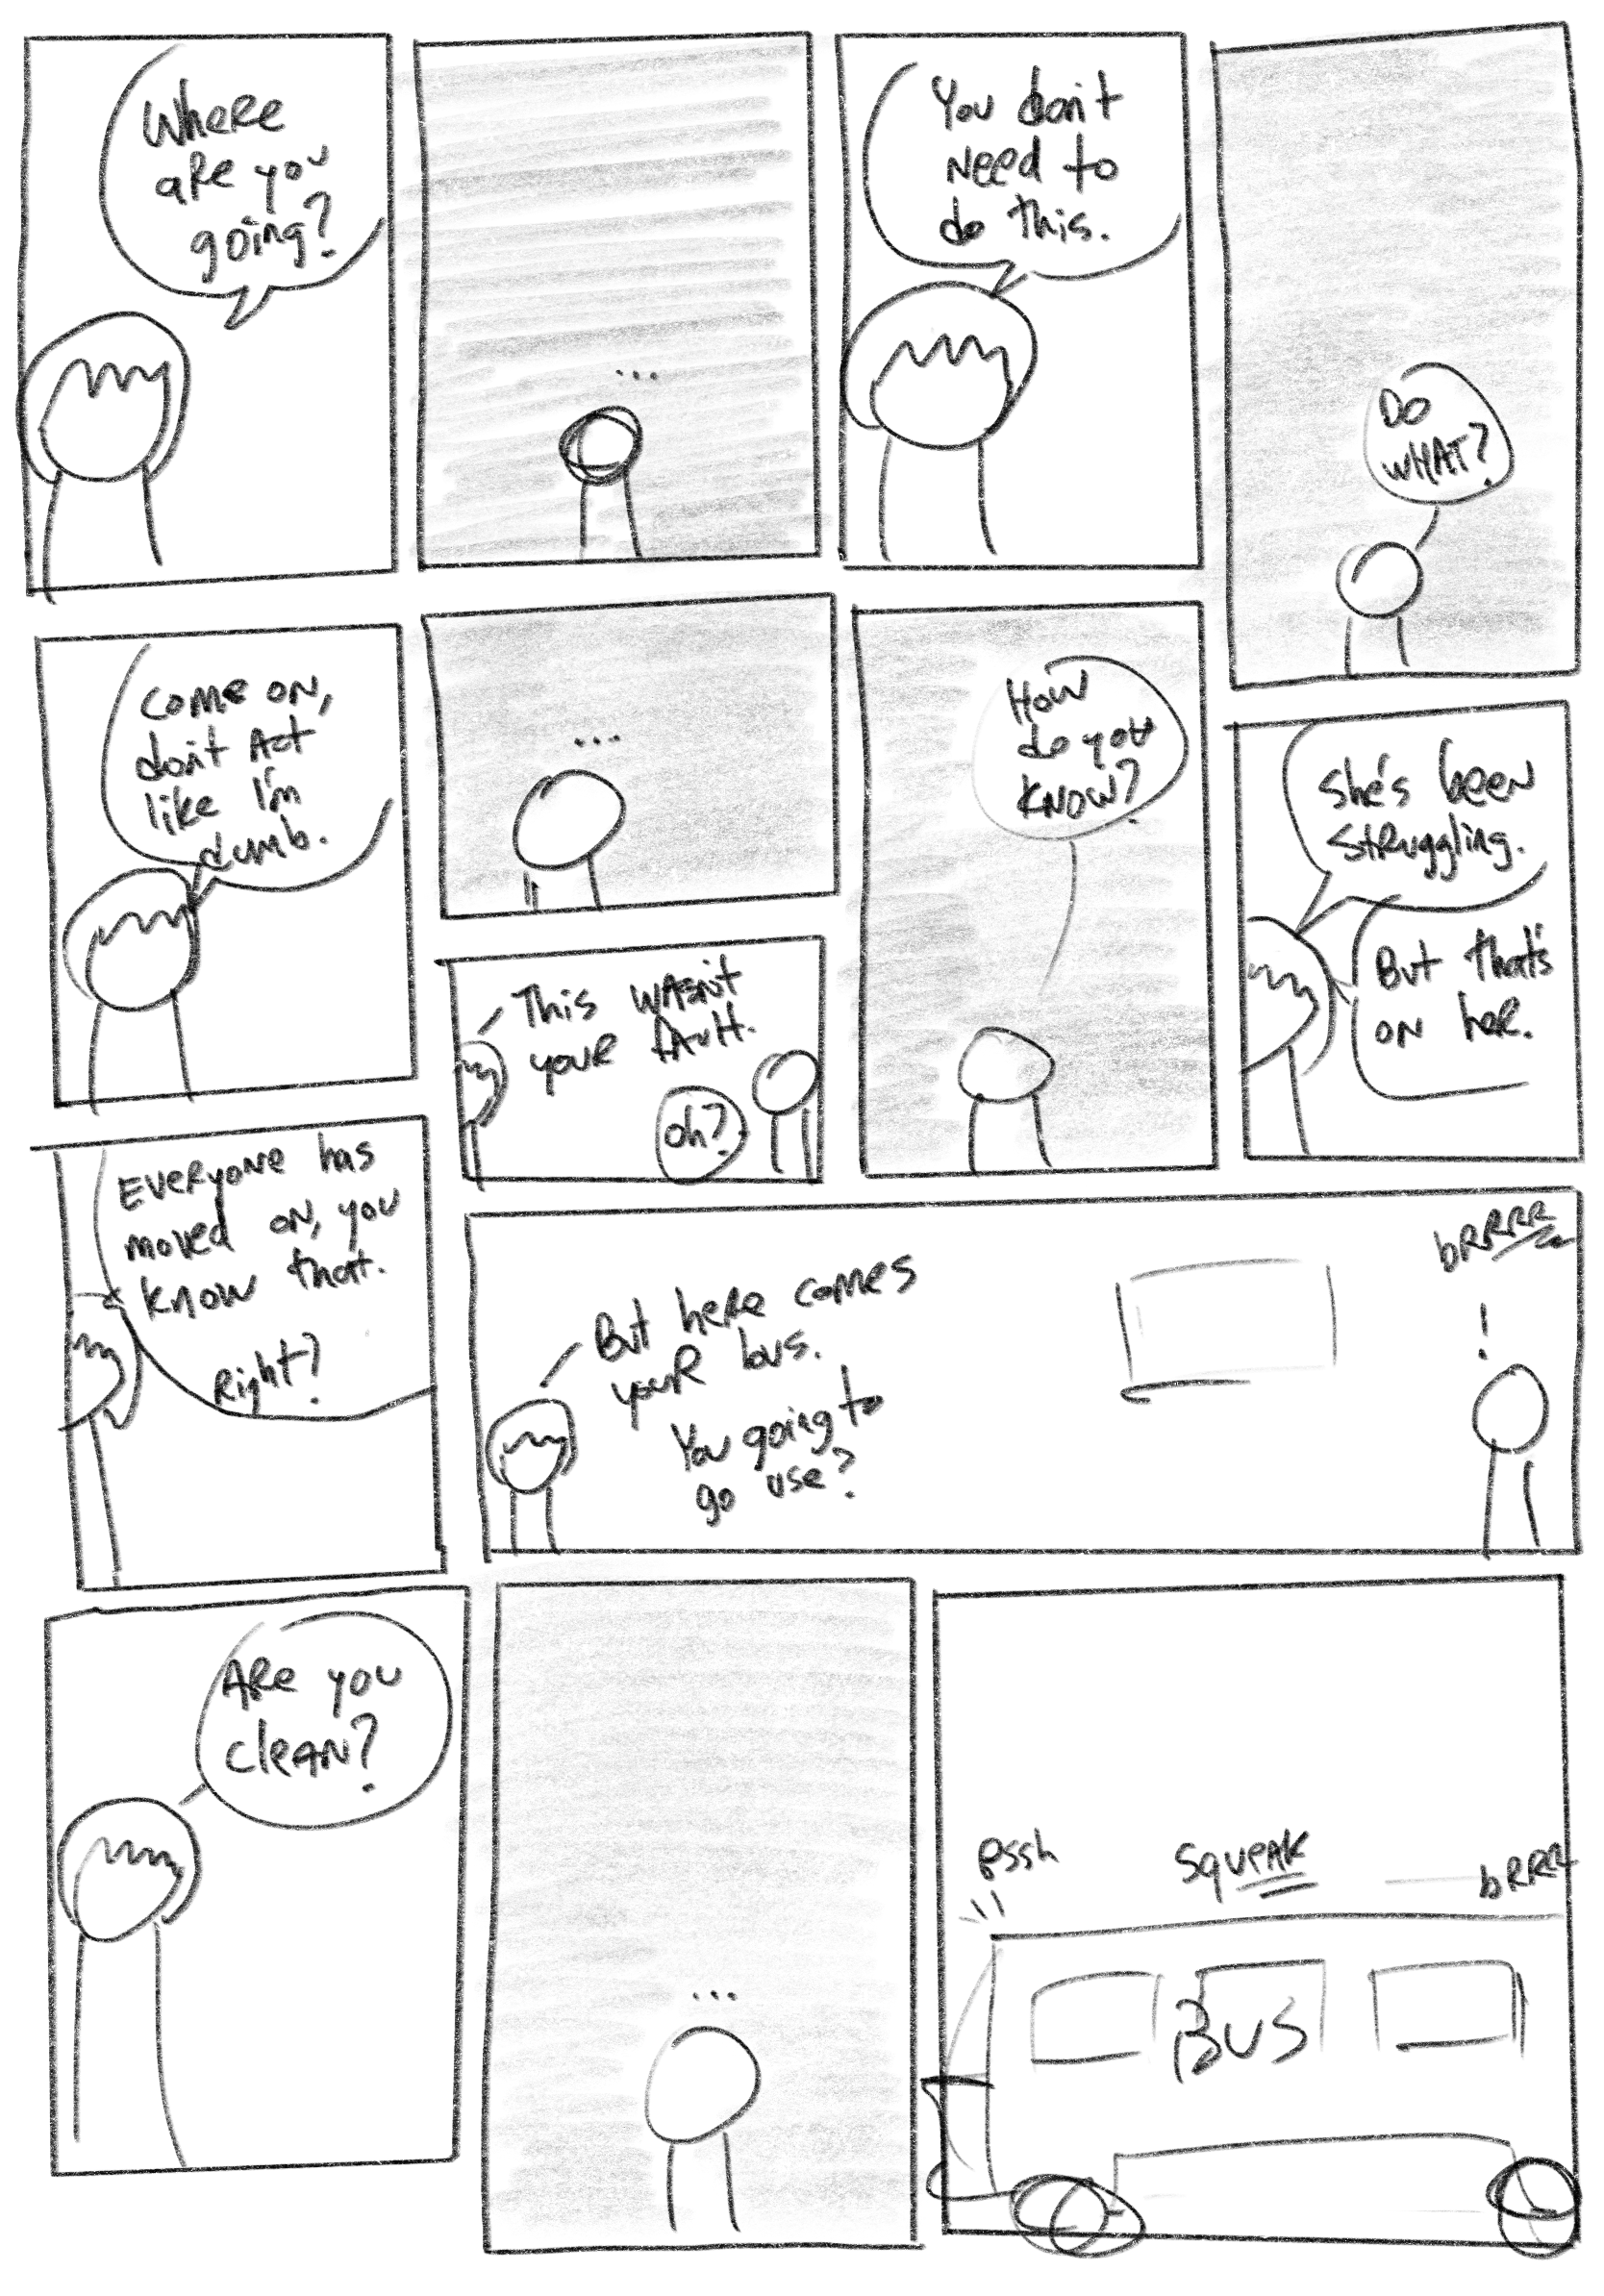 Where
are you
going?
...
You don't
need to
do this.
Do
WHAT?
Come on,
don't Act
like I'm
dumb.
...
This WASN'T
your fAult.
oh?
How
do you
KNOW?
She's been
struggling.
But that's
on her.
Everyone has
moved on, you
know that.
Right?
But here comes
your bus.
You going to
go use?
bRRRR
!
Are you
clean?
...
pssh
SqUEAK
bRRR
BUS